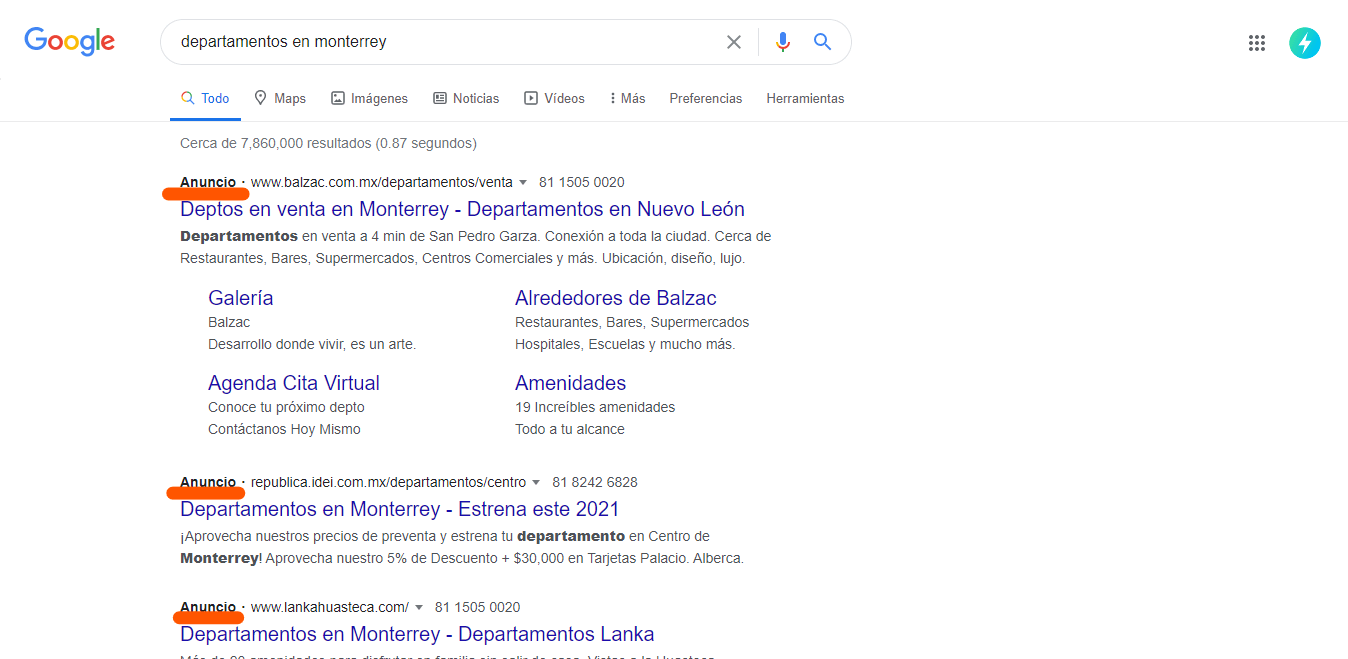 Google
departamentos en monterrey
Todo Maps Imágenes Noticias Vídeos Más Preferencias Herramientas
Cerca de 7,860,000 resultados (0.87 segundos)
Anuncio · www.balzac.com.mx/departamentos/venta 81 1505 0020
Deptos en venta en Monterrey - Departamentos en Nuevo León
Departamentos en venta a 4 min de San Pedro Garza. Conexión a toda la ciudad. Cerca de
Restaurantes, Bares, Supermercados, Centros Comerciales y más. Ubicación, diseño, lujo.
Galería
Balzac
Desarrollo donde vivir, es un arte.
Alrededores de Balzac
Restaurantes, Bares, Supermercados
Hospitales, Escuelas y mucho más.
Agenda Cita Virtual
Conoce tu próximo depto
Contáctanos Hoy Mismo
Amenidades
19 Increíbles amenidades
Todo a tu alcance
Anuncio · republica.idei.com.mx/departamentos/centro 81 8242 6828
Departamentos en Monterrey - Estrena este 2021
¡Aprovecha nuestros precios de preventa y estrena tu departamento en Centro de
Monterrey! Aprovecha nuestro 5% de Descuento + $30,000 en Tarjetas Palacio. Alberca.
Anuncio · www.lankahuasteca.com/ 81 1505 0020
Departamentos en Monterrey - Departamentos Lanka